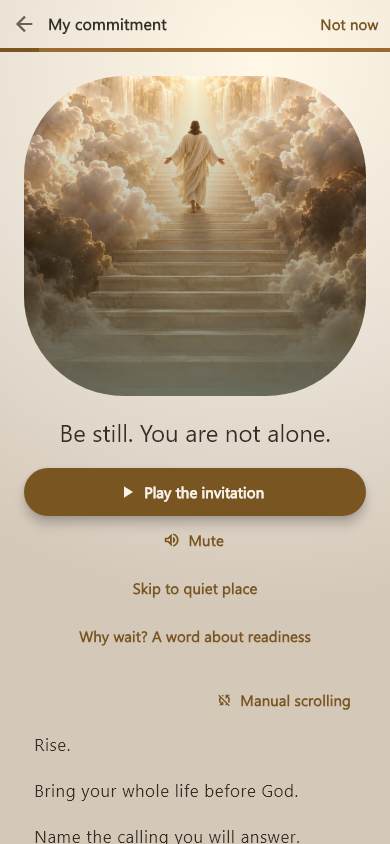 My commitment
Not now
Be still. You are not alone.
Play the invitation
Mute
Skip to quiet place
Why wait? A word about readiness
Manual scrolling
Rise.
Bring your whole life before God.
Name the calling you will answer.